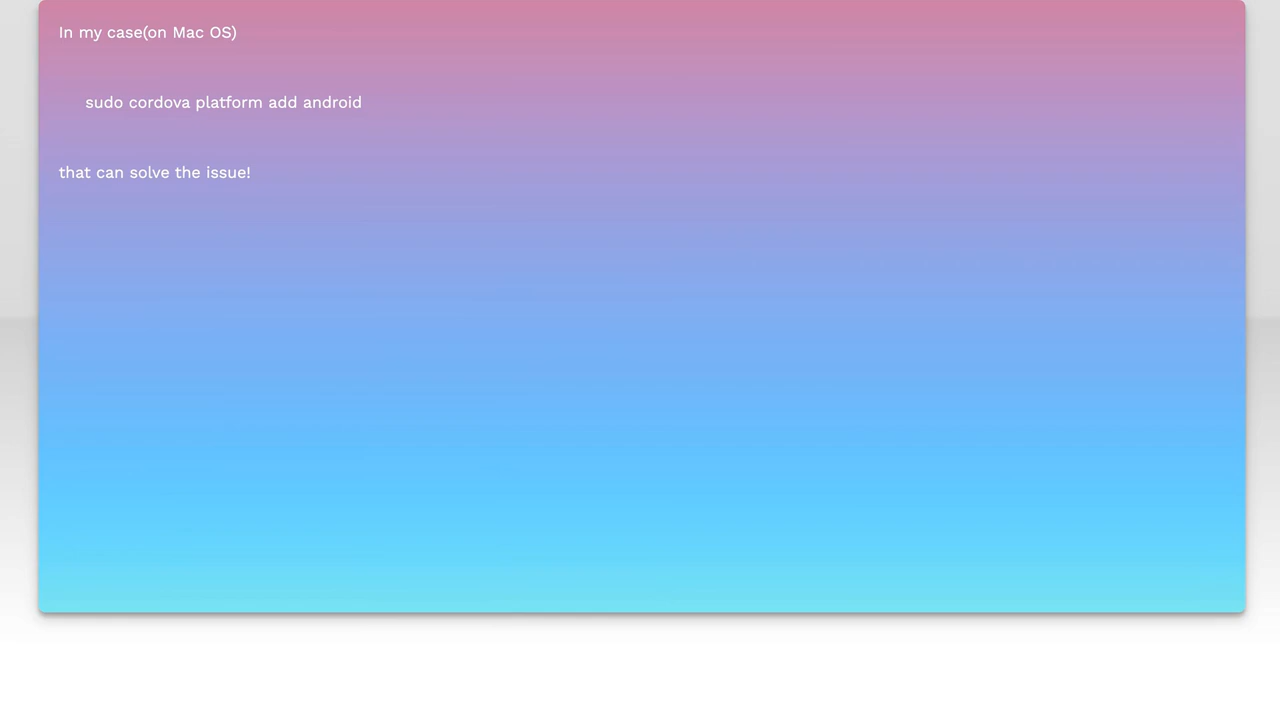 In my case(on Mac OS)
sudo cordova platform add android
that can solve the issue!